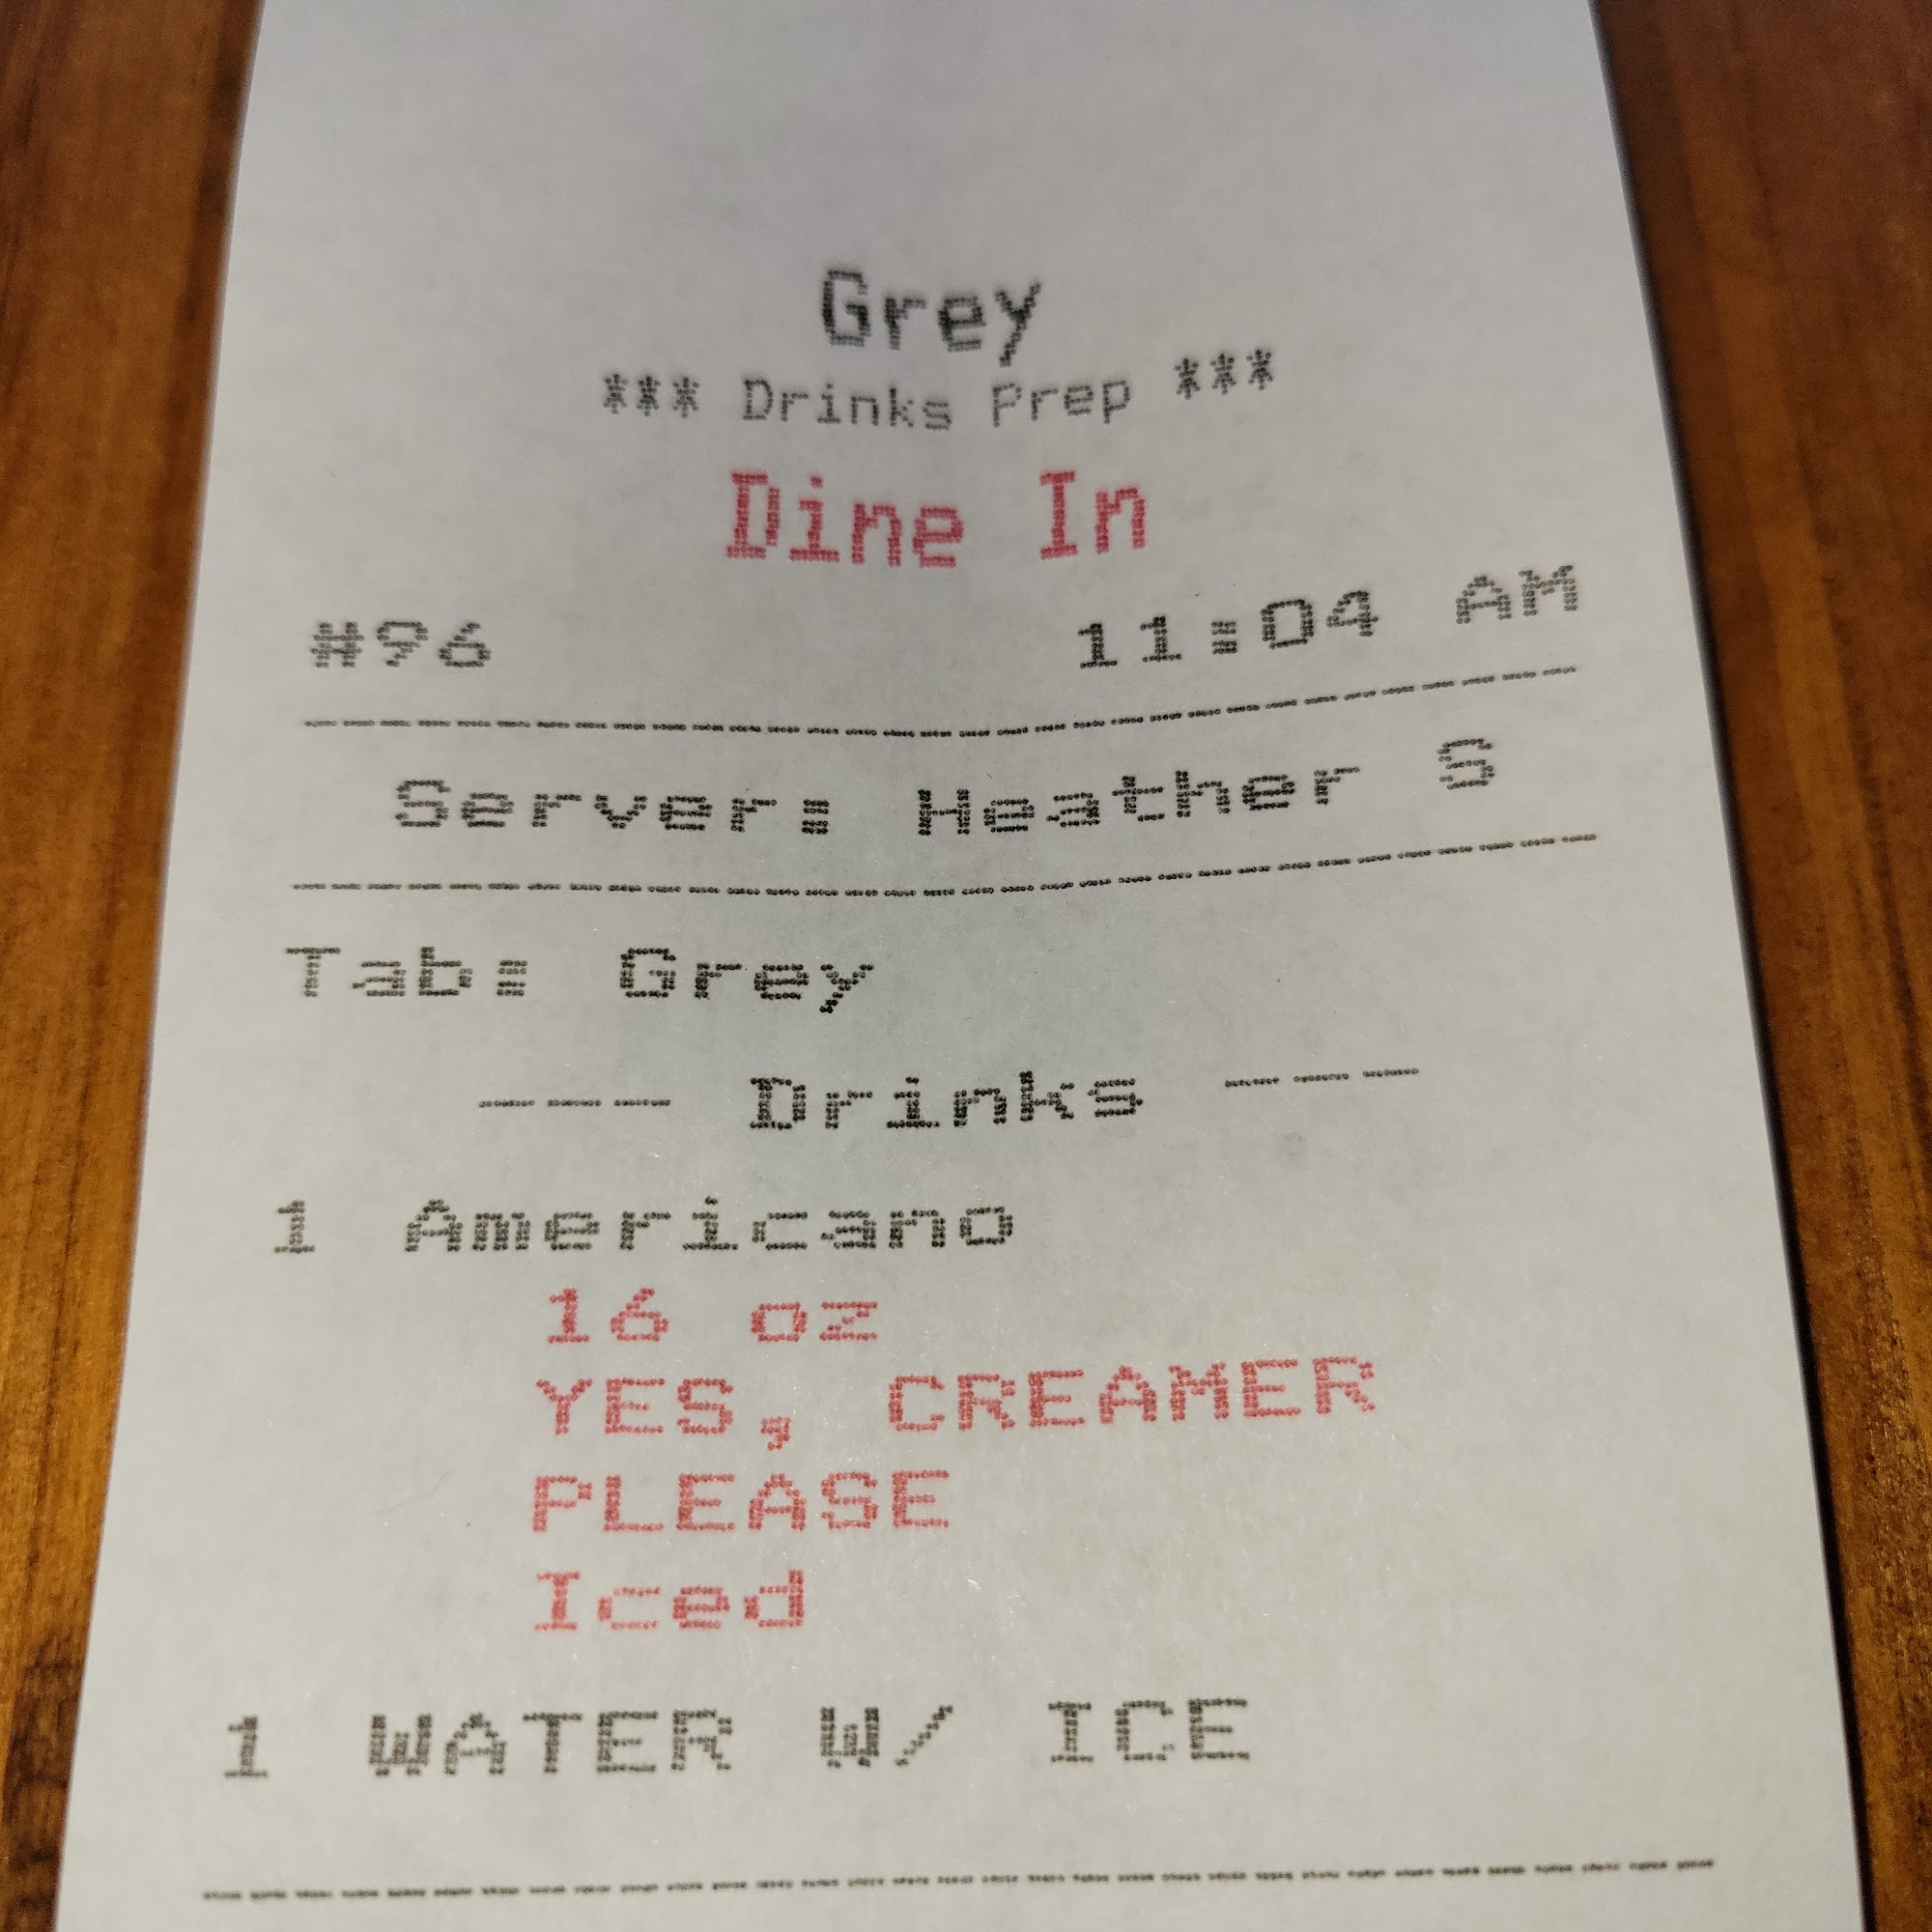 Grey
*** Drinks Prep ***
Dine In
#96 11:04 AM
Server: Heather S
Tab: Grey
--- Drinks ---
1 Americano
16 oz
YES, CREAMER
PLEASE
Iced
1 WATER W/ ICE